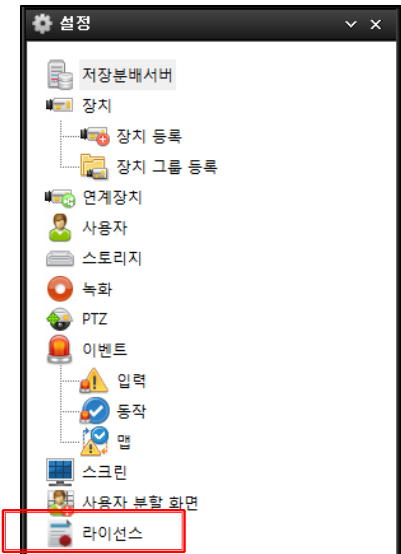 설정
저장분배서버
장치
장치 등록
장치 그룹 등록
연계장치
사용자
스토리지
녹화
PTZ
이벤트
입력
동작
맵
스크린
사용자 분할 화면
라이선스